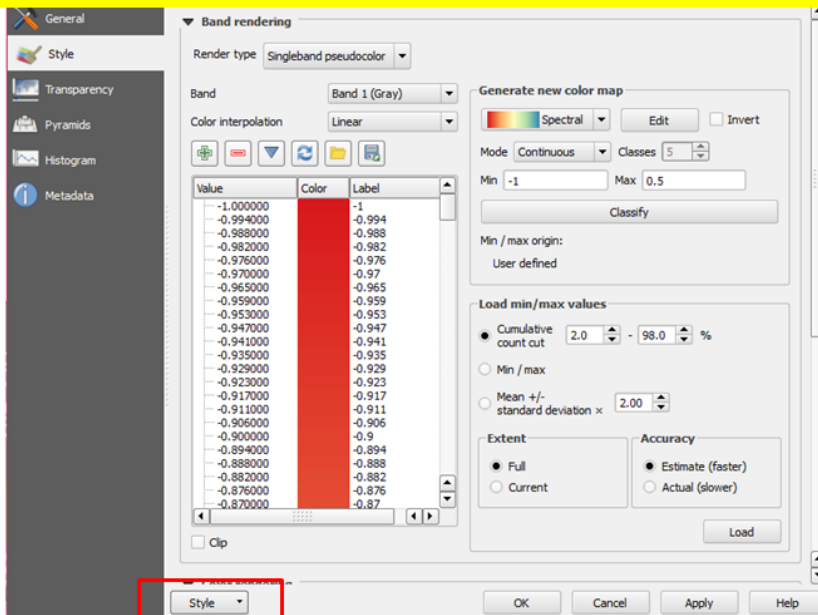 General
Style
Transparency
Pyramids
Histogram
Metadata
Band rendering
Render type Singleband pseudocolor
Band Band 1 (Gray)
Color interpolation Linear
Value Color Label
-1.000000 -1
-0.994000 -0.994
-0.988000 -0.988
-0.982000 -0.982
-0.976000 -0.976
-0.970000 -0.97
-0.965000 -0.965
-0.959000 -0.959
-0.953000 -0.953
-0.947000 -0.947
-0.941000 -0.941
-0.935000 -0.935
-0.929000 -0.929
-0.923000 -0.923
-0.917000 -0.917
-0.911000 -0.911
-0.906000 -0.906
-0.900000 -0.9
-0.894000 -0.894
-0.888000 -0.888
-0.882000 -0.882
-0.876000 -0.876
-0.870000 -0.87
Clip
Generate new color map
Spectral Edit Invert
Mode Continuous Classes 5
Min -1 Max 0.5
Classify
Min / max origin:
User defined
Load min/max values
Cumulative
count cut 2.0 - 98.0 %
Min / max
Mean +/-
standard deviation × 2.00
Extent
Full
Current
Accuracy
Estimate (faster)
Actual (slower)
Load
Color rendering
Style OK Cancel Apply Help